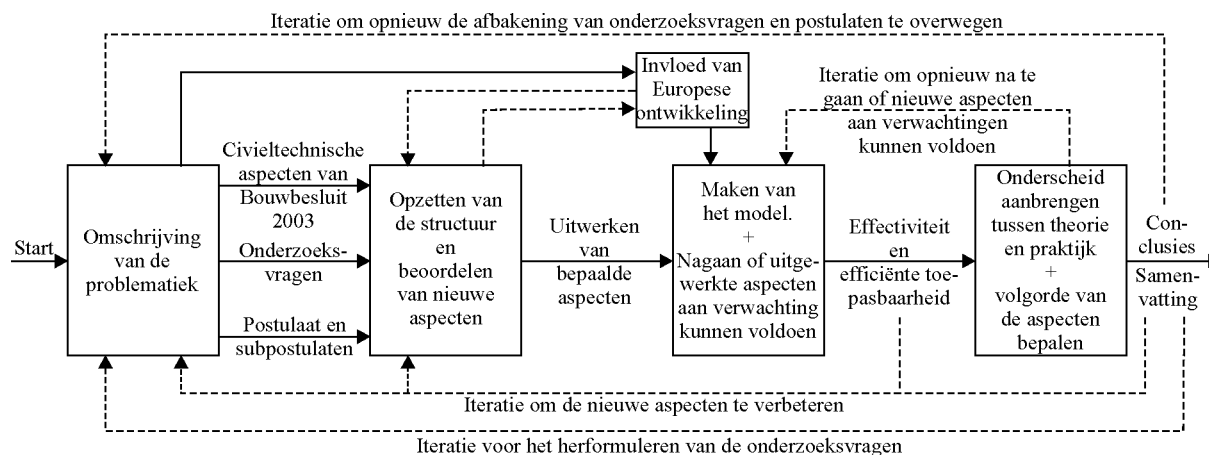 Iteratie om opnieuw de afbakening van onderzoeksvragen en postulaten te overwegen
Invloed van
Europese
ontwikkeling
Iteratie om opnieuw na te
gaan of nieuwe aspecten
aan verwachtingen
kunnen voldoen
Start
Omschrijving
van de
problematiek
Civieltechnische
aspecten van
Bouwbesluit
2003
Onderzoeks-
vragen
Postulaat en
subpostulaten
Opzetten van
de structuur
en
beoordelen
van nieuwe
aspecten
Uitwerken
van
bepaalde
aspecten
Maken van
het model.
+
Nagaan of uitge-
werkte aspecten
aan verwachting
kunnen voldoen
Effectiviteit
en
efficiënte toe-
pasbaarheid
Onderscheid
aanbrengen
tussen theorie
en praktijk
+
volgorde van
de aspecten
bepalen
Con-
clusies
Samen-
vatting
Iteratie om de nieuwe aspecten te verbeteren
Iteratie voor het herformuleren van de onderzoeksvragen